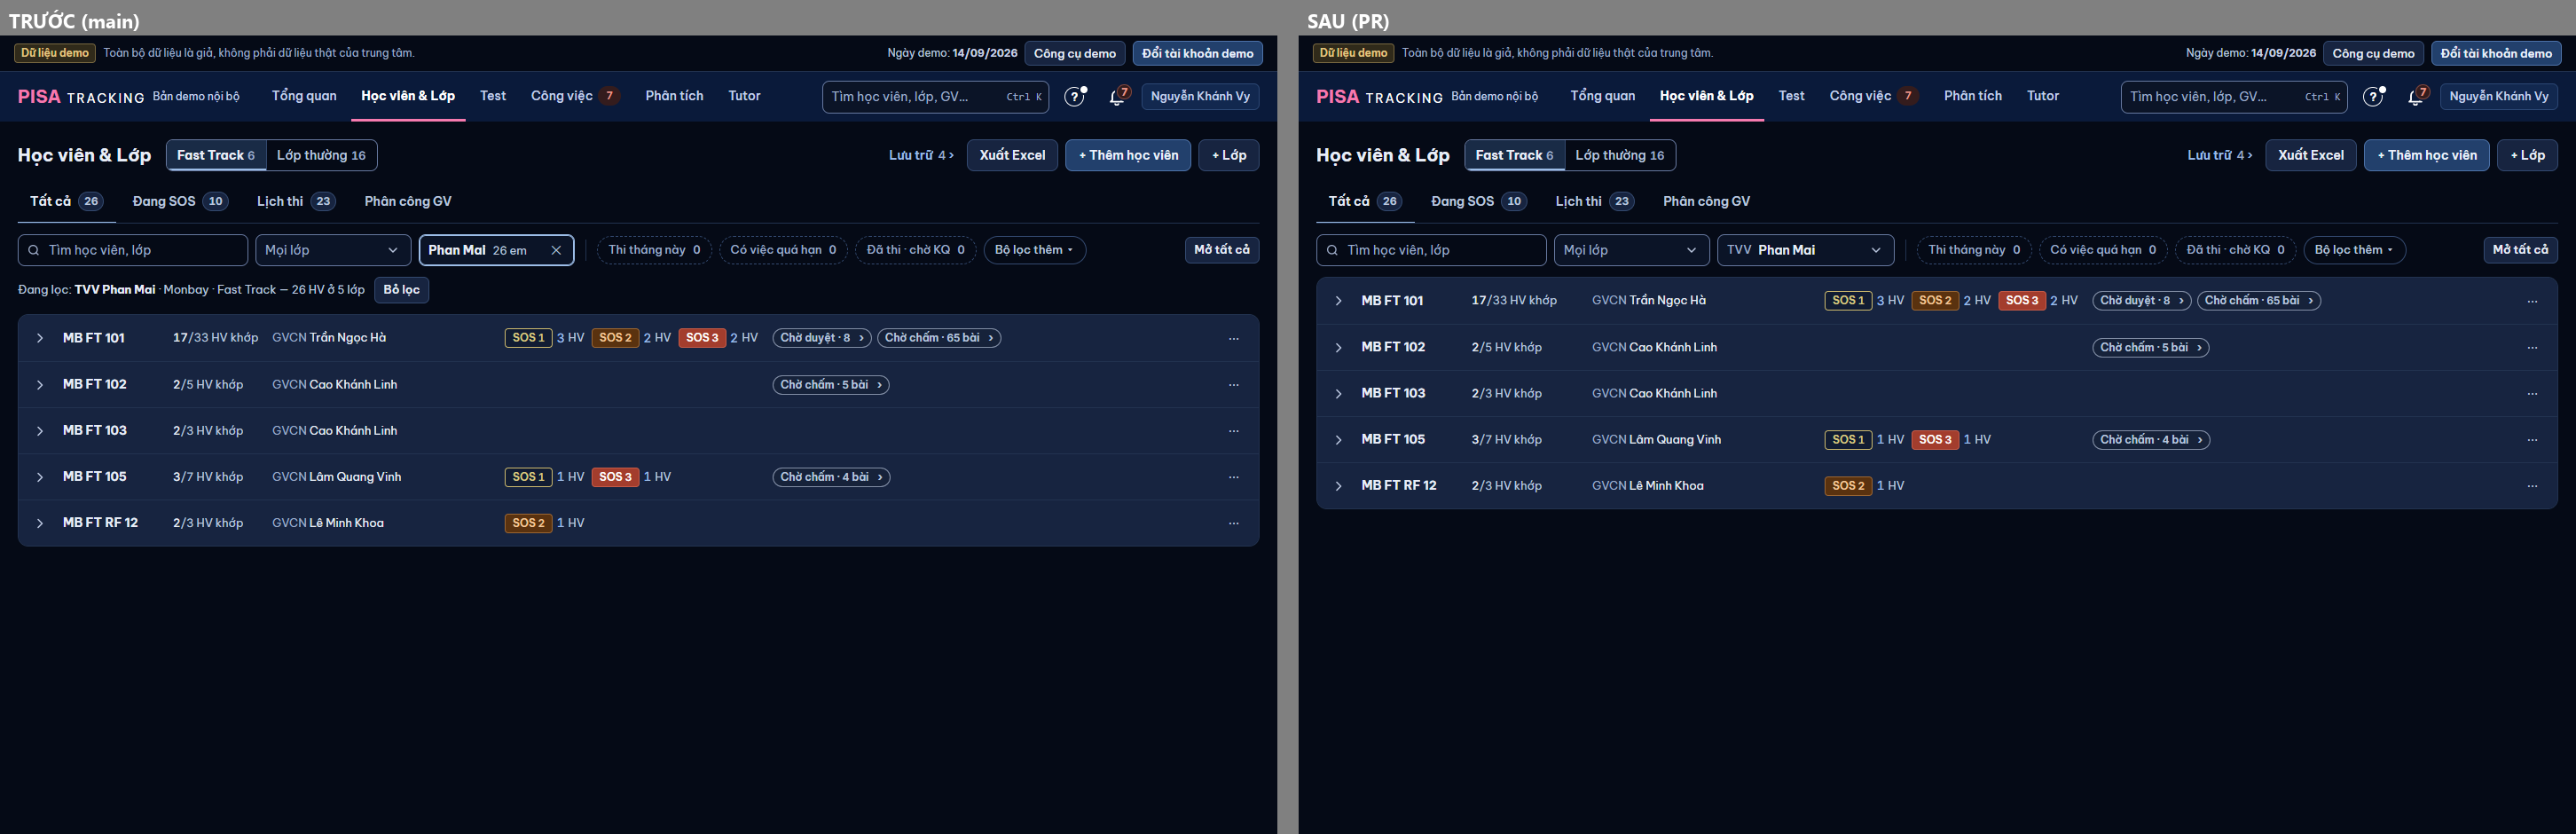 TRƯỚC (main)
Dữ liệu demo Toàn bộ dữ liệu là giả, không phải dữ liệu thật của trung tâm. Ngày demo: 14/09/2026 Công cụ demo Đổi tài khoản demo
PISA TRACKING Bản demo nội bộ Tổng quan Học viên & Lớp Test Công việc 7 Phân tích Tutor Tìm học viên, lớp, GV... Ctrl K ? 7 Nguyễn Khánh Vy
Học viên & Lớp Fast Track 6 Lớp thường 16 Lưu trữ 4 › Xuất Excel + Thêm học viên + Lớp
Tất cả 26 Đang SOS 10 Lịch thi 23 Phân công GV
Tìm học viên, lớp Mọi lớp Phan Mai 26 em Thi tháng này 0 Có việc quá hạn 0 Đã thi · chờ KQ 0 Bộ lọc thêm Mở tất cả
Đang lọc: TVV Phan Mai · Monbay · Fast Track — 26 HV ở 5 lớp Bỏ lọc
MB FT 101 17/33 HV khớp GVCN Trần Ngọc Hà SOS 1 3 HV SOS 2 2 HV SOS 3 2 HV Chờ duyệt · 8 › Chờ chấm · 65 bài › ...
MB FT 102 2/5 HV khớp GVCN Cao Khánh Linh Chờ chấm · 5 bài › ...
MB FT 103 2/3 HV khớp GVCN Cao Khánh Linh ...
MB FT 105 3/7 HV khớp GVCN Lâm Quang Vinh SOS 1 1 HV SOS 3 1 HV Chờ chấm · 4 bài › ...
MB FT RF 12 2/3 HV khớp GVCN Lê Minh Khoa SOS 2 1 HV ...
SAU (PR)
Dữ liệu demo Toàn bộ dữ liệu là giả, không phải dữ liệu thật của trung tâm. Ngày demo: 14/09/2026 Công cụ demo Đổi tài khoản demo
PISA TRACKING Bản demo nội bộ Tổng quan Học viên & Lớp Test Công việc 7 Phân tích Tutor Tìm học viên, lớp, GV... Ctrl K ? 7 Nguyễn Khánh Vy
Học viên & Lớp Fast Track 6 Lớp thường 16 Lưu trữ 4 › Xuất Excel + Thêm học viên + Lớp
Tất cả 26 Đang SOS 10 Lịch thi 23 Phân công GV
Tìm học viên, lớp Mọi lớp TVV Phan Mai Thi tháng này 0 Có việc quá hạn 0 Đã thi · chờ KQ 0 Bộ lọc thêm Mở tất cả
MB FT 101 17/33 HV khớp GVCN Trần Ngọc Hà SOS 1 3 HV SOS 2 2 HV SOS 3 2 HV Chờ duyệt · 8 › Chờ chấm · 65 bài › ...
MB FT 102 2/5 HV khớp GVCN Cao Khánh Linh Chờ chấm · 5 bài › ...
MB FT 103 2/3 HV khớp GVCN Cao Khánh Linh ...
MB FT 105 3/7 HV khớp GVCN Lâm Quang Vinh SOS 1 1 HV SOS 3 1 HV Chờ chấm · 4 bài › ...
MB FT RF 12 2/3 HV khớp GVCN Lê Minh Khoa SOS 2 1 HV ...